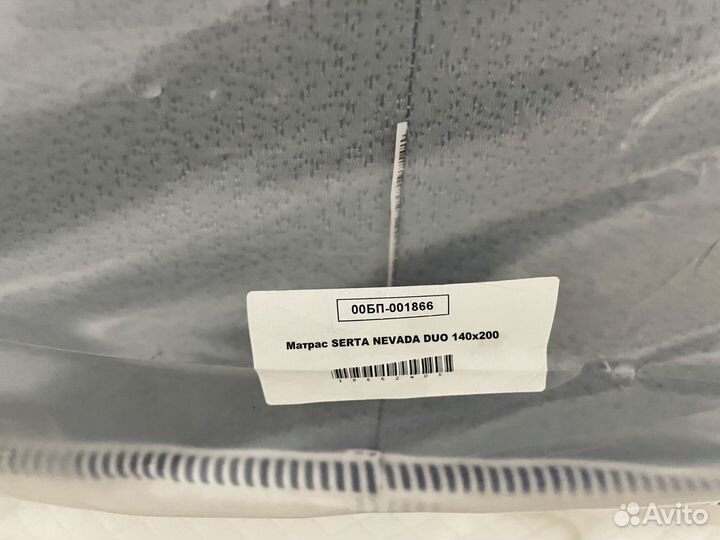 00БП-001866
Матрас SERTA NEVADA DUO 140x200
Avito